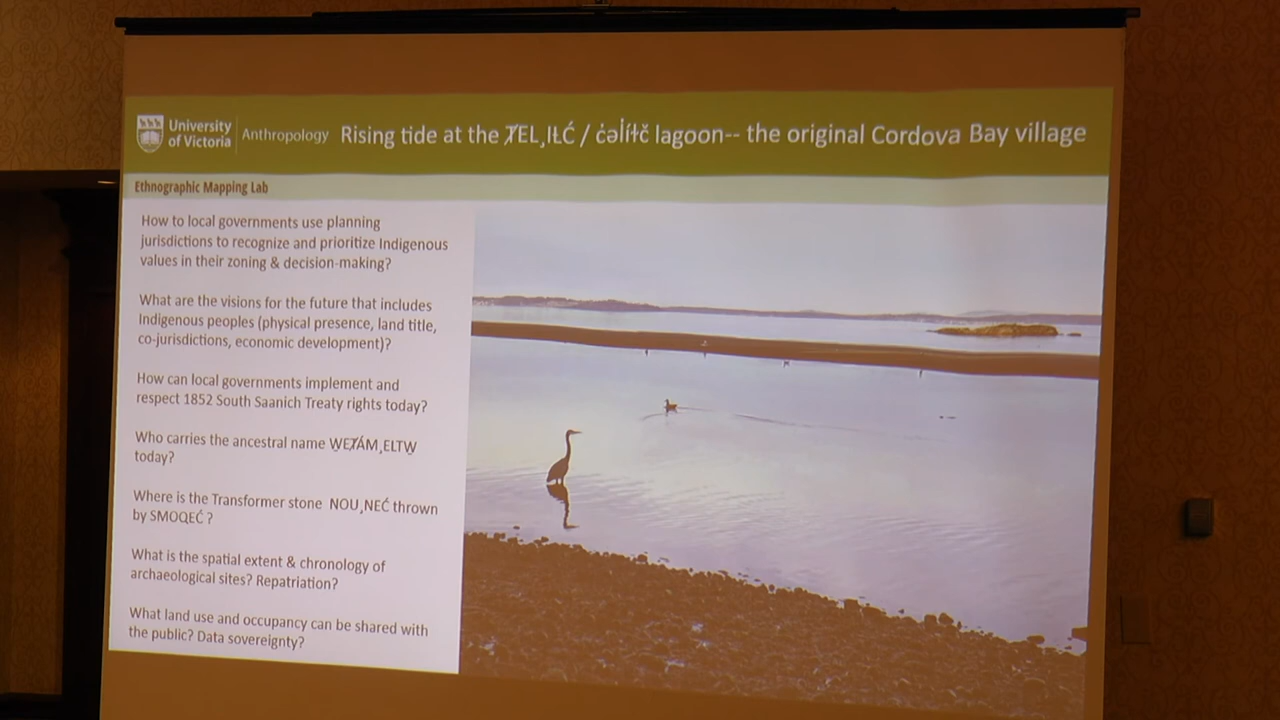 University
of Victoria
Anthropology
Rising tide at the ȾEL¸IȽĆ / c̓əl̓íɫč lagoon-- the original Cordova Bay village
Ethnographic Mapping Lab
How to local governments use planning
jurisdictions to recognize and prioritize Indigenous
values in their zoning & decision-making?
What are the visions for the future that includes
Indigenous peoples (physical presence, land title,
co-jurisdictions, economic development)?
How can local governments implement and
respect 1852 South Saanich Treaty rights today?
Who carries the ancestral name W̱EȾÁM¸ELTW̱
today?
Where is the Transformer stone NOU¸NEĆ thrown
by SMOQEĆ ?
What is the spatial extent & chronology of
archaeological sites? Repatriation?
What land use and occupancy can be shared with
the public? Data sovereignty?